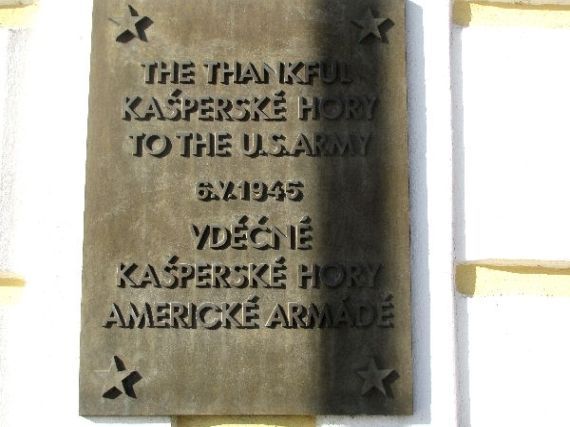 THE THANKFUL
KAŠPERSKÉ HORY
TO THE U.S. ARMY
6.V.1945
VDĚČNÉ
KAŠPERSKÉ HORY
AMERICKÉ ARMÁDĚ